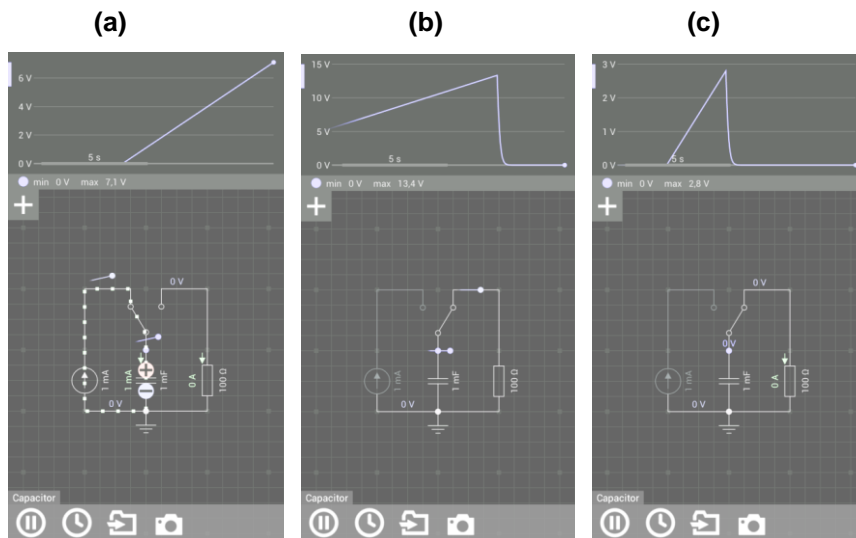 (a)
6 V
4 V
2 V
0 V
5 s
min 0 V max 7,1 V
0 V
1 mA
1 mA
1 mF
0 A
100 Ω
0 V
Capacitor
(b)
15 V
10 V
5 V
0 V
5 s
min 0 V max 13,4 V
0 V
1 mA
1 mF
100 Ω
0 V
(c)
3 V
2 V
1 V
0 V
5 s
min 0 V max 2,8 V
0 V
0 V
1 mA
1 mF
0 A
100 Ω
0 V
Capacitor